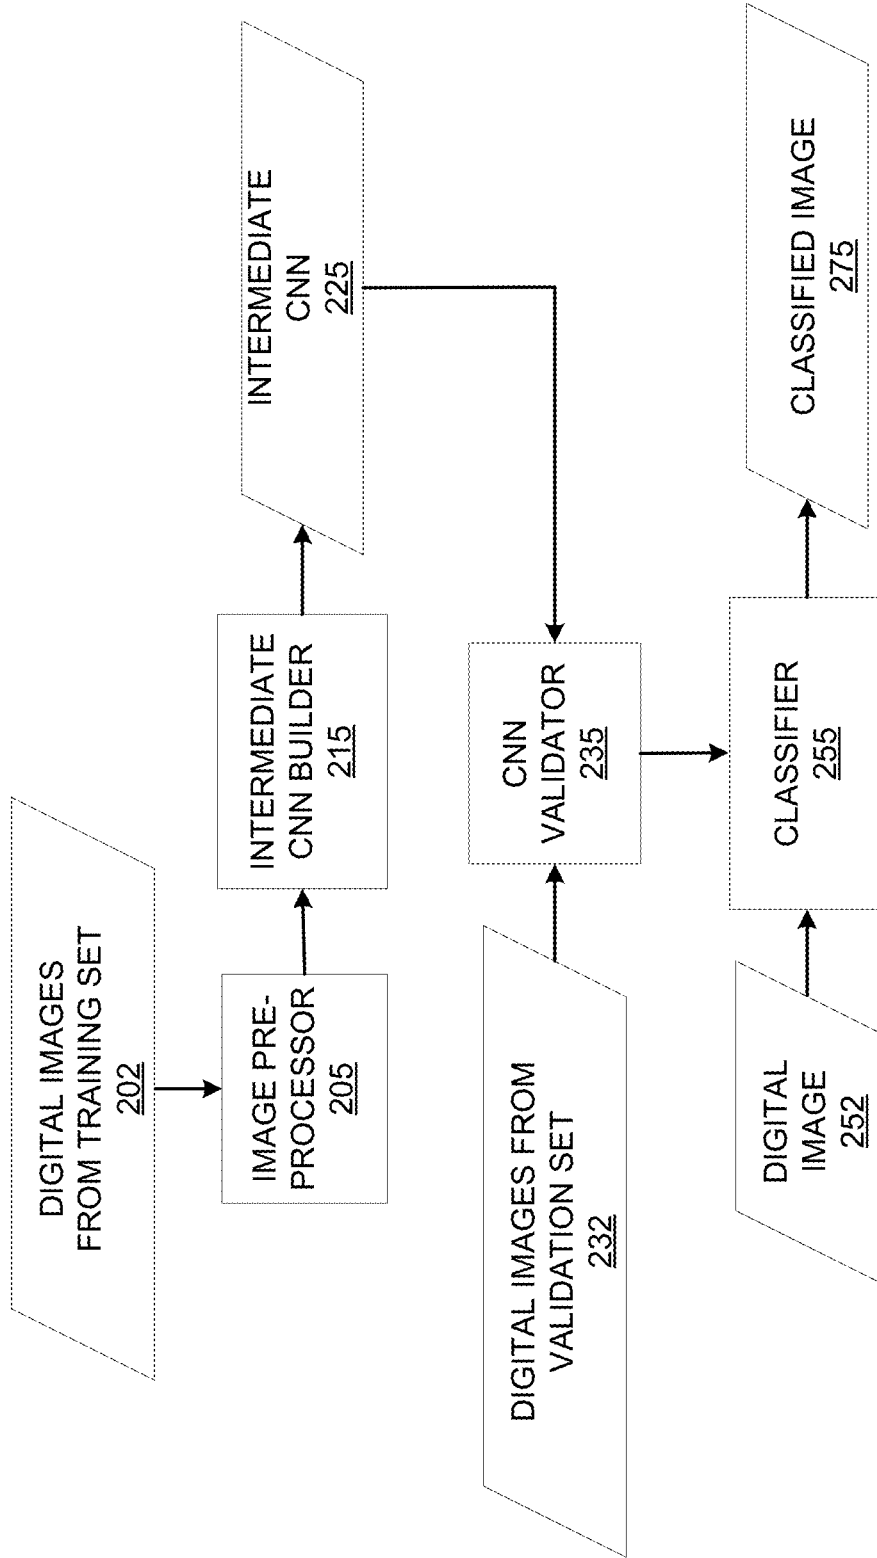 DIGITAL IMAGES
FROM TRAINING SET
202
IMAGE PRE-
PROCESSOR
205
INTERMEDIATE
CNN BUILDER
215
INTERMEDIATE
CNN
225
DIGITAL IMAGES FROM
VALIDATION SET
232
CNN
VALIDATOR
235
DIGITAL
IMAGE
252
CLASSIFIER
255
CLASSIFIED IMAGE
275